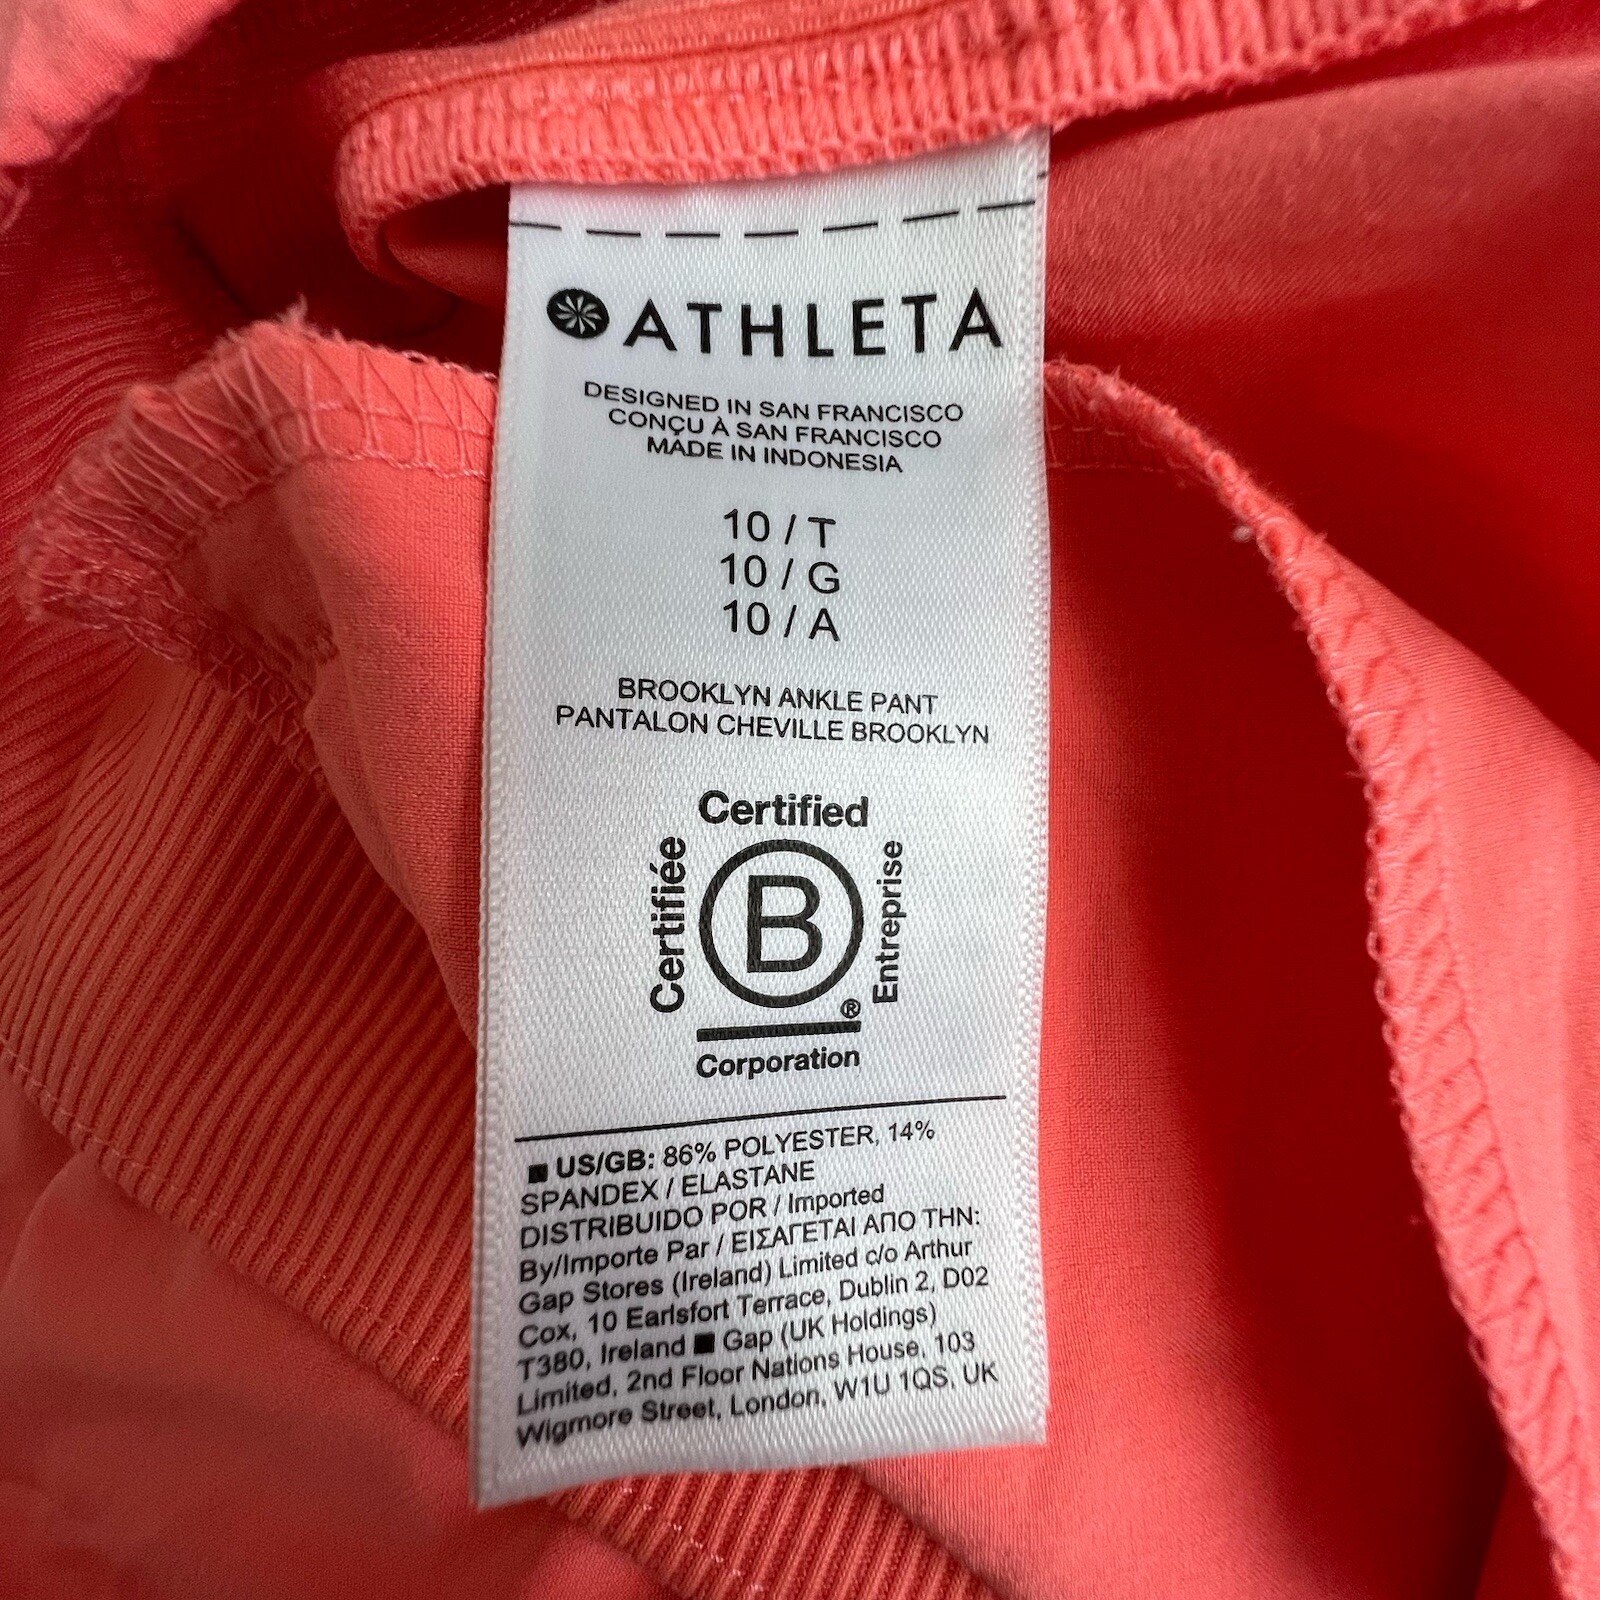 ATHLETA
DESIGNED IN SAN FRANCISCO
CONÇU À SAN FRANCISCO
MADE IN INDONESIA
10 / T
10 / G
10 / A
BROOKLYN ANKLE PANT
PANTALON CHEVILLE BROOKLYN
Certified
Certifiée
B
Entreprise
®
Corporation
■ US/GB: 86% POLYESTER, 14%
SPANDEX / ELASTANE
DISTRIBUIDO POR / Imported
By/Importe Par / ΕΙΣΑΓΕΤΑΙ ΑΠΟ ΤΗΝ:
Gap Stores (Ireland) Limited c/o Arthur
Cox, 10 Earlsfort Terrace, Dublin 2, D02
T380, Ireland ■ Gap (UK Holdings)
Limited, 2nd Floor Nations House, 103
Wigmore Street, London, W1U 1QS, UK